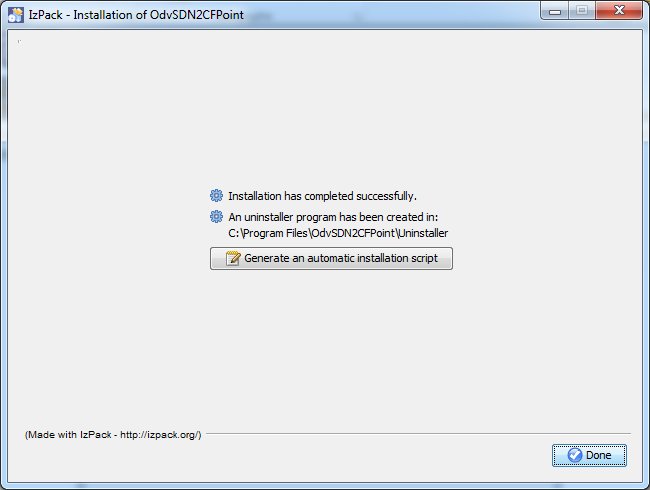 IzPack - Installation of OdvSDN2CFPoint
Installation has completed successfully.
An uninstaller program has been created in:
C:\Program Files\OdvSDN2CFPoint\Uninstaller
Generate an automatic installation script
(Made with IzPack - http://izpack.org/)
Done